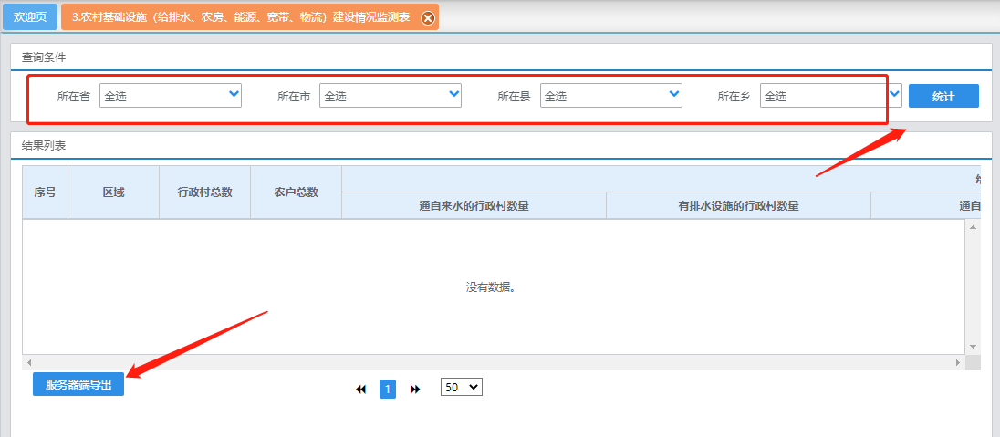 欢迎页 3.农村基础设施（给排水、农房、能源、宽带、物流）建设情况监测表
查询条件
所在省 全选 所在市 全选 所在县 全选 所在乡 全选 统计
结果列表
序号 区域 行政村总数 农户总数
通自来水的行政村数量 有排水设施的行政村数量 通自
没有数据。
服务器端导出 1 50